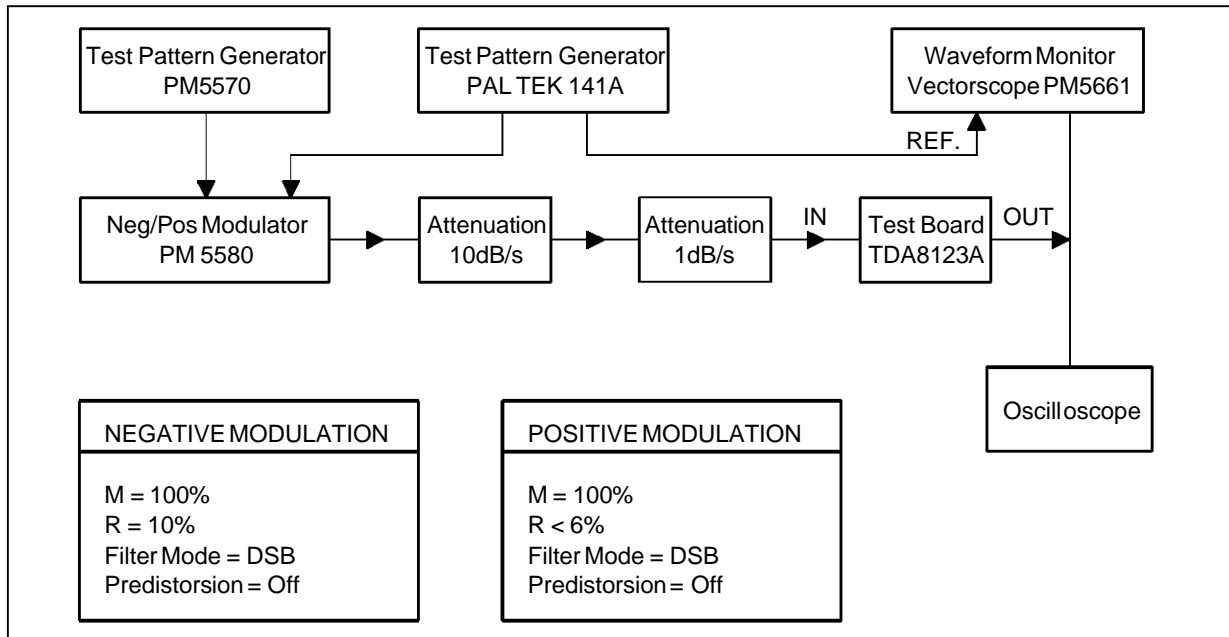 Test Pattern Generator
PM5570
Test Pattern Generator
PAL TEK 141A
Waveform Monitor
Vectorscope PM5661
REF.
Neg/Pos Modulator
PM 5580
Attenuation
10dB/s
Attenuation
1dB/s
IN
Test Board
TDA8123A
OUT
Oscilloscope
NEGATIVE MODULATION
M = 100%
R = 10%
Filter Mode = DSB
Predistorsion = Off
POSITIVE MODULATION
M = 100%
R < 6%
Filter Mode = DSB
Predistorsion = Off